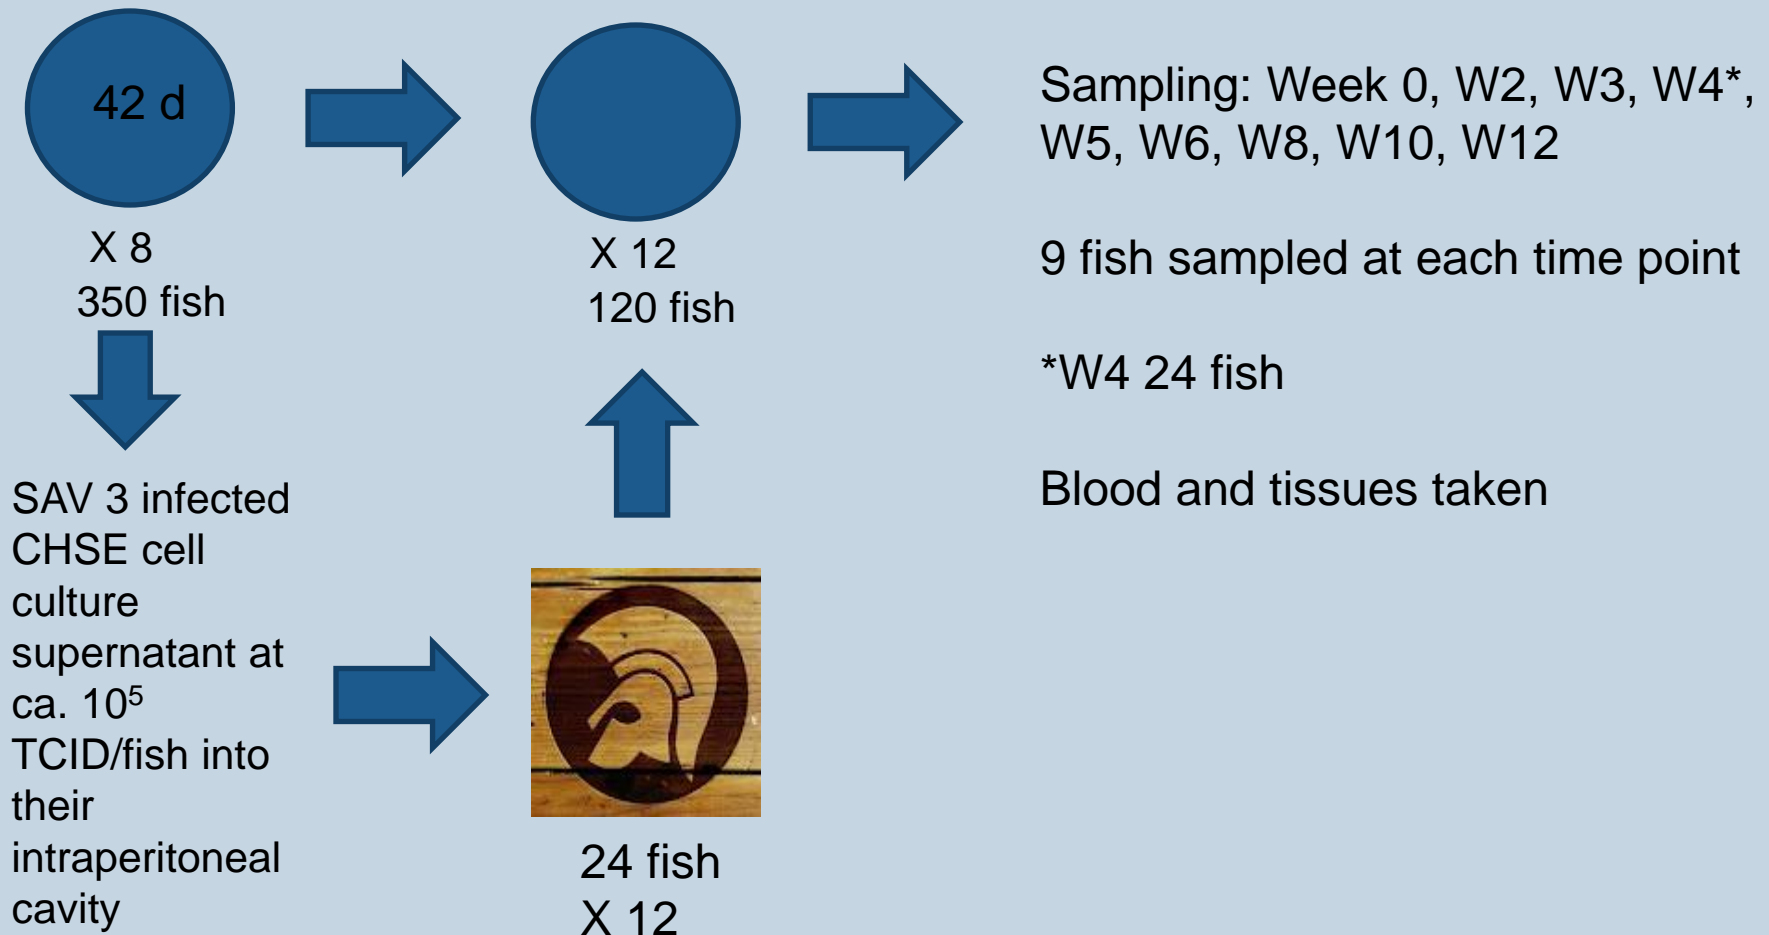 42 d
X 8
350 fish
X 12
120 fish
Sampling: Week 0, W2, W3, W4*,
W5, W6, W8, W10, W12
9 fish sampled at each time point
*W4 24 fish
Blood and tissues taken
SAV 3 infected
CHSE cell
culture
supernatant at
ca. 10⁵
TCID/fish into
their
intraperitoneal
cavity
24 fish
X 12